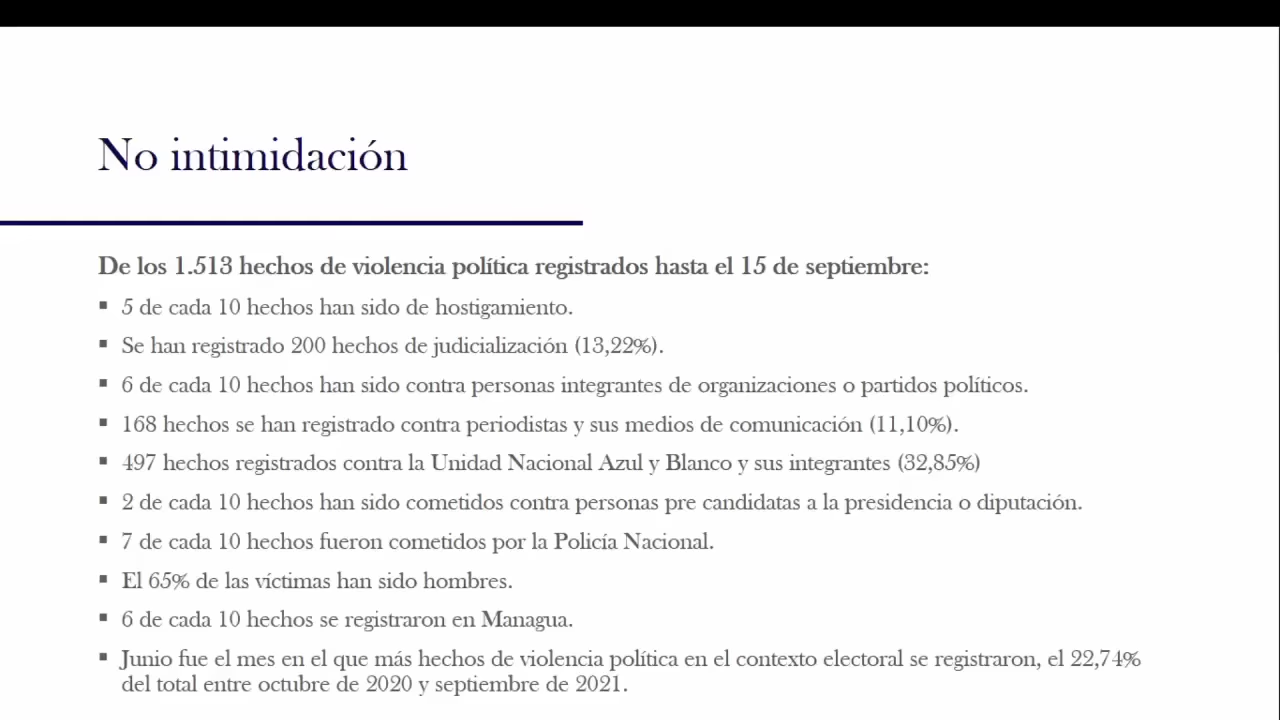 No intimidación
De los 1.513 hechos de violencia política registrados hasta el 15 de septiembre:
▪ 5 de cada 10 hechos han sido de hostigamiento.
▪ Se han registrado 200 hechos de judicialización (13,22%).
▪ 6 de cada 10 hechos han sido contra personas integrantes de organizaciones o partidos políticos.
▪ 168 hechos se han registrado contra periodistas y sus medios de comunicación (11,10%).
▪ 497 hechos registrados contra la Unidad Nacional Azul y Blanco y sus integrantes (32,85%)
▪ 2 de cada 10 hechos han sido cometidos contra personas pre candidatas a la presidencia o diputación.
▪ 7 de cada 10 hechos fueron cometidos por la Policía Nacional.
▪ El 65% de las víctimas han sido hombres.
▪ 6 de cada 10 hechos se registraron en Managua.
▪ Junio fue el mes en el que más hechos de violencia política en el contexto electoral se registraron, el 22,74%
del total entre octubre de 2020 y septiembre de 2021.